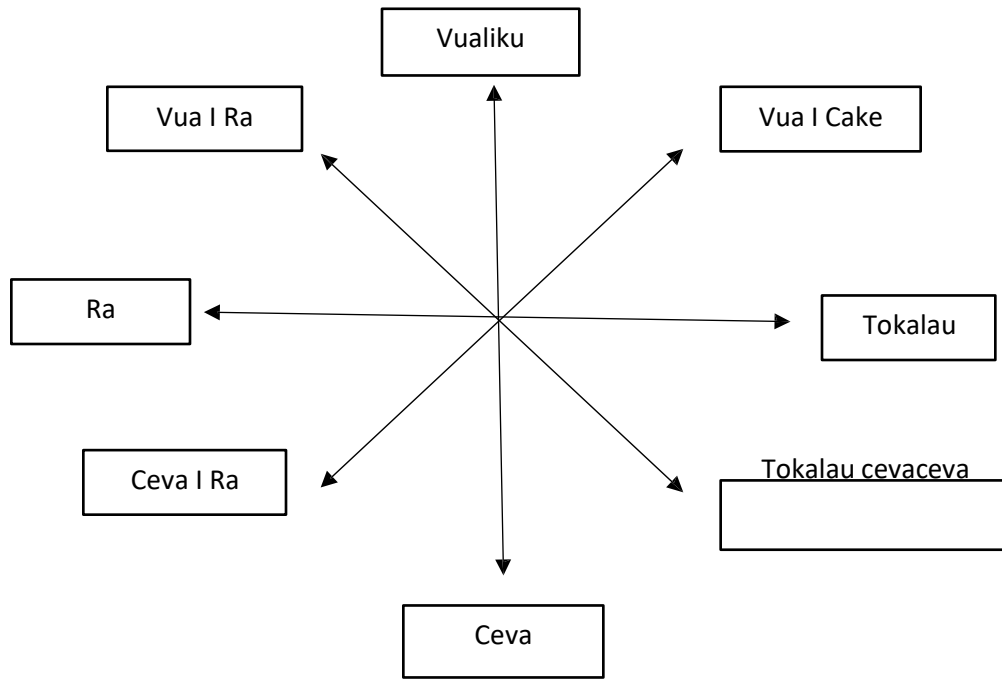 Vualiku
Vua I Ra
Vua I Cake
Ra
Tokalau
Ceva I Ra
Tokalau cevaceva
Ceva